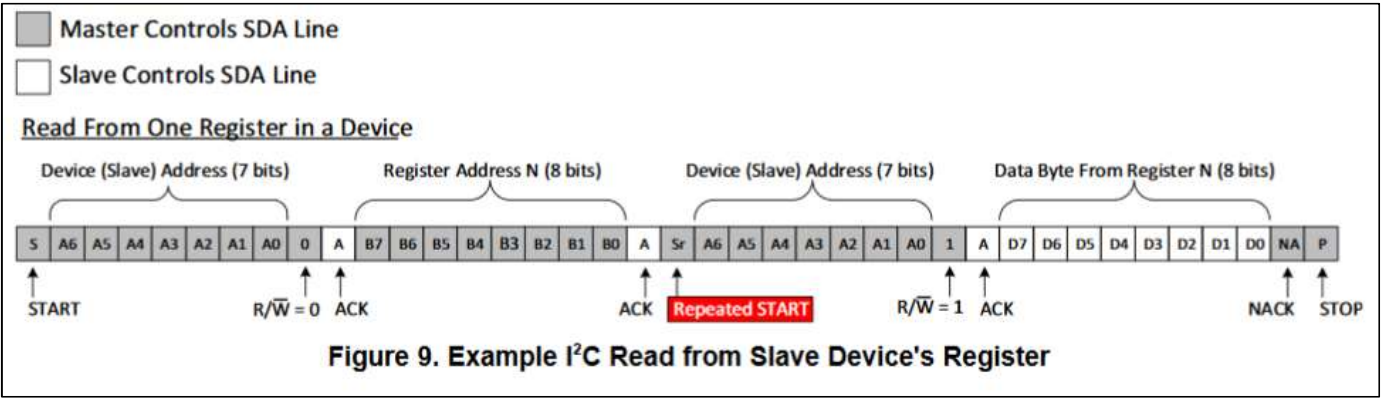 Master Controls SDA Line
Slave Controls SDA Line
Read From One Register in a Device
Device (Slave) Address (7 bits) Register Address N (8 bits) Device (Slave) Address (7 bits) Data Byte From Register N (8 bits)
S A6 A5 A4 A3 A2 A1 A0 0 A B7 B6 B5 B4 B3 B2 B1 B0 A Sr A6 A5 A4 A3 A2 A1 A0 1 A D7 D6 D5 D4 D3 D2 D1 D0 NA P
START R/W̅ = 0 ACK ACK Repeated START R/W̅ = 1 ACK NACK STOP
Figure 9. Example I²C Read from Slave Device's Register